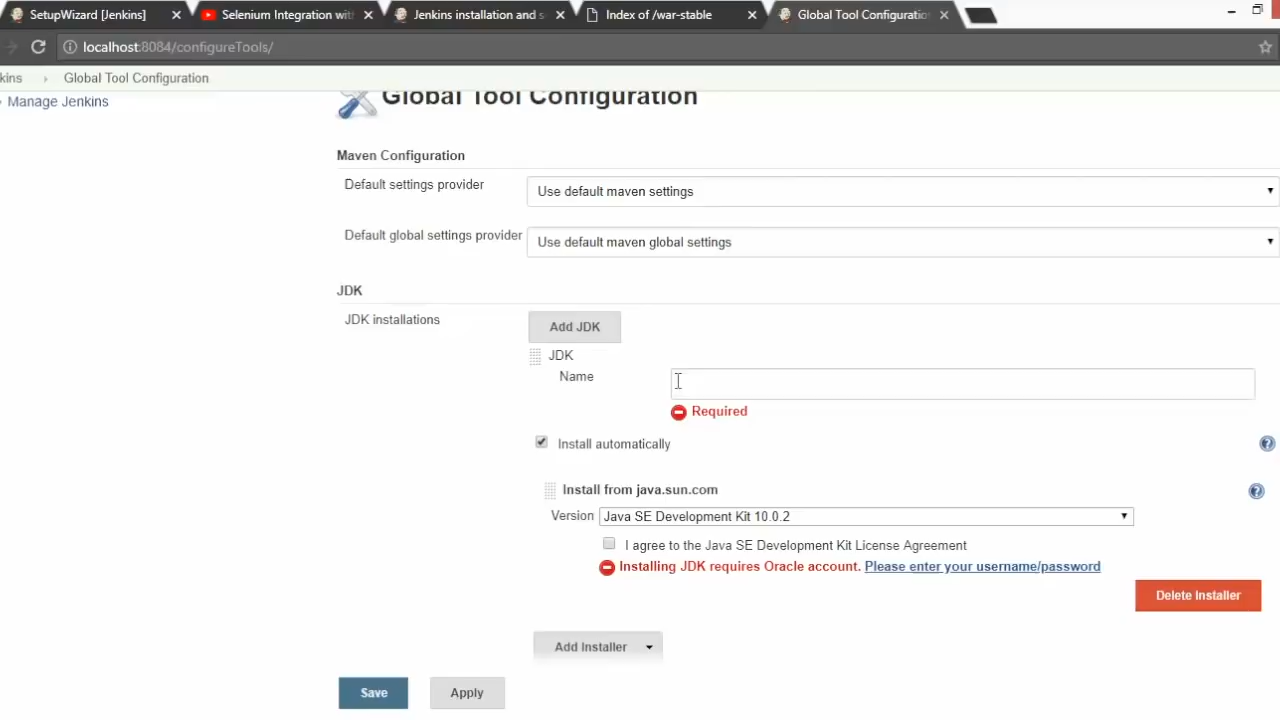 SetupWizard [Jenkins]
Selenium Integration with
Jenkins installation and s
Index of /war-stable
Global Tool Configuration
localhost:8084/configureTools/
kins
Global Tool Configuration
Manage Jenkins
Global Tool Configuration
Maven Configuration
Default settings provider
Use default maven settings
Default global settings provider
Use default maven global settings
JDK
JDK installations
Add JDK
JDK
Name
Required
Install automatically
Install from java.sun.com
Version
Java SE Development Kit 10.0.2
I agree to the Java SE Development Kit License Agreement
Installing JDK requires Oracle account. Please enter your username/password
Delete Installer
Add Installer
Save
Apply